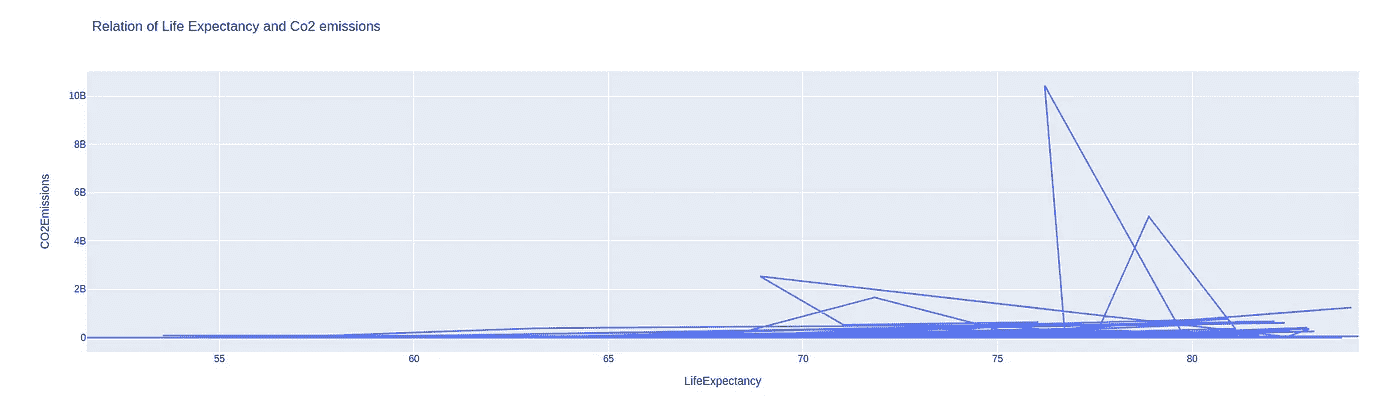 Relation of Life Expectancy and Co2 emissions
10B
8B
6B
4B
2B
0
CO2Emissions
55
60
65
70
75
80
LifeExpectancy